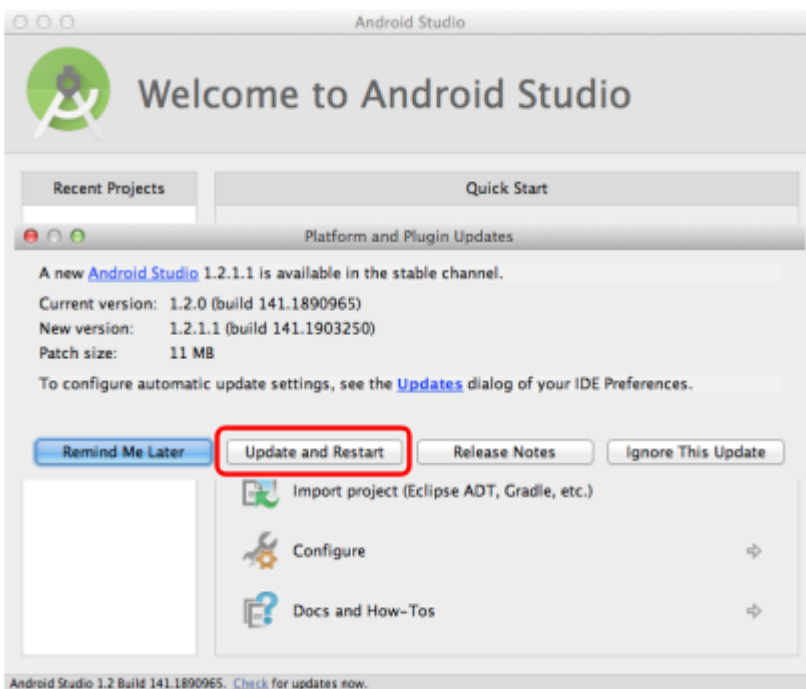 Android Studio
Welcome to Android Studio
Recent Projects
Quick Start
Platform and Plugin Updates
A new Android Studio 1.2.1.1 is available in the stable channel.
Current version: 1.2.0 (build 141.1890965)
New version: 1.2.1.1 (build 141.1903250)
Patch size: 11 MB
To configure automatic update settings, see the Updates dialog of your IDE Preferences.
Remind Me Later Update and Restart Release Notes Ignore This Update
Import project (Eclipse ADT, Gradle, etc.)
Configure
Docs and How-Tos
Android Studio 1.2 Build 141.1890965. Check for updates now.